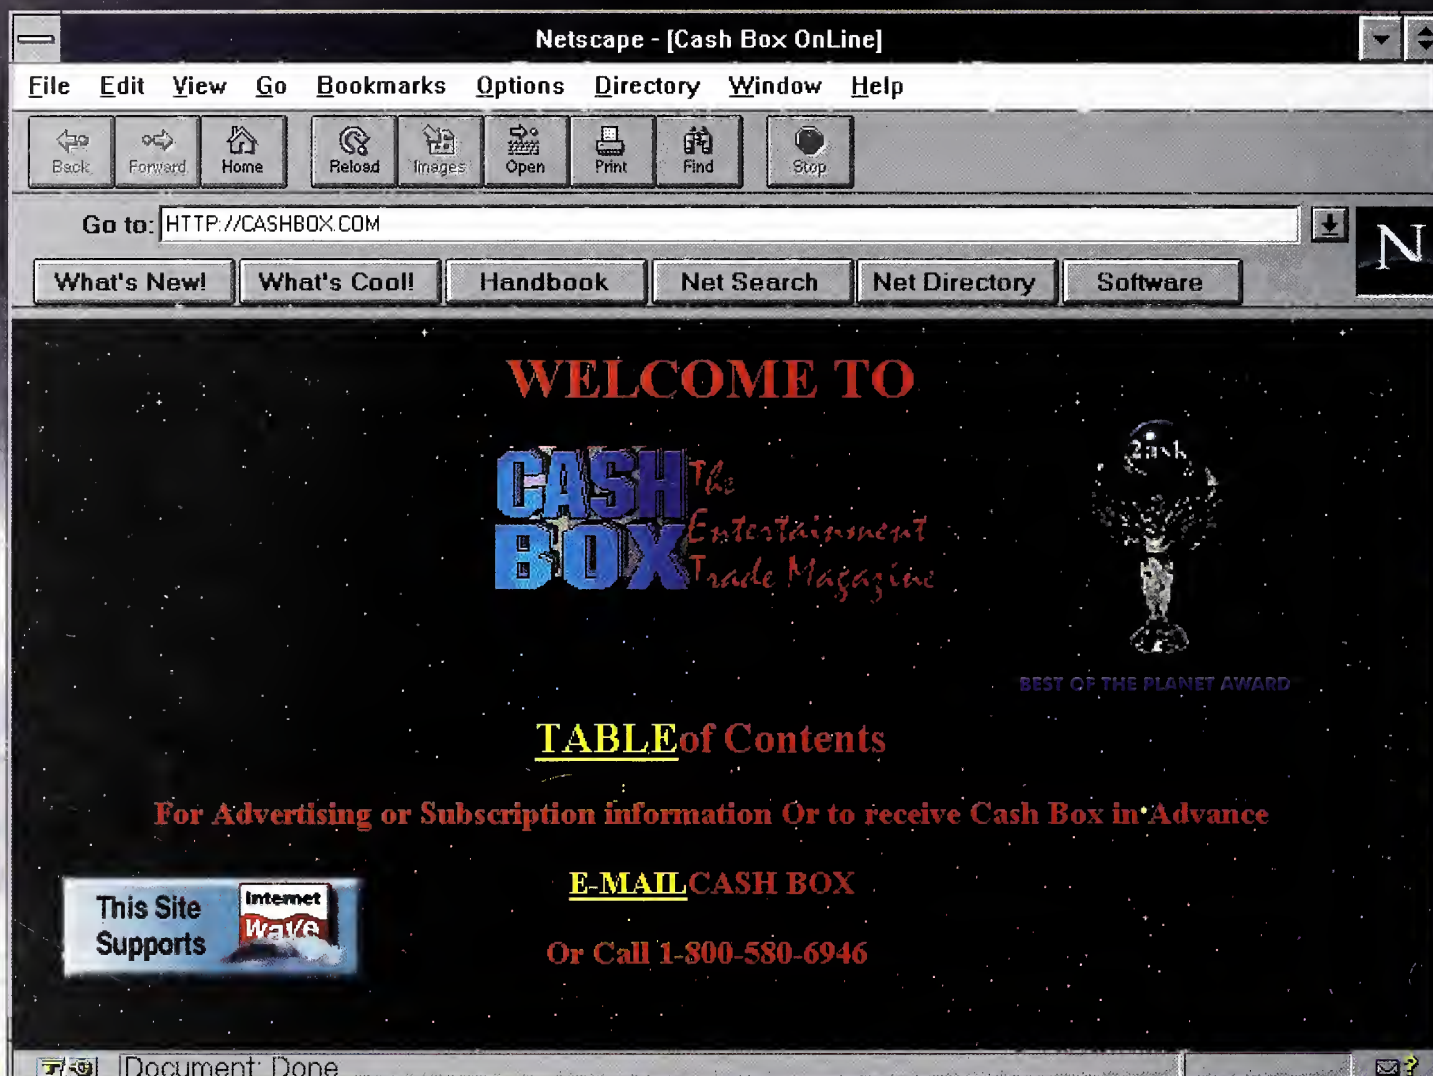 Netscape - [Cash Box OnLine]
File Edit View Go Bookmarks Options Directory Window Help
Back Forward Home Reload Images Open Print Find Stop
Go to: HTTP://CASHBOX.COM
N
What's New! What's Cool! Handbook Net Search Net Directory Software
WELCOME TO
CASH BOX
The
Entertainment
Trade Magazine
BEST OF THE PLANET AWARD
TABLE of Contents
For Advertising or Subscription information Or to receive Cash Box in Advance
E-MAIL CASH BOX
This Site
Supports
Internet
Wave
Or Call 1-800-580-6946
Document: Done